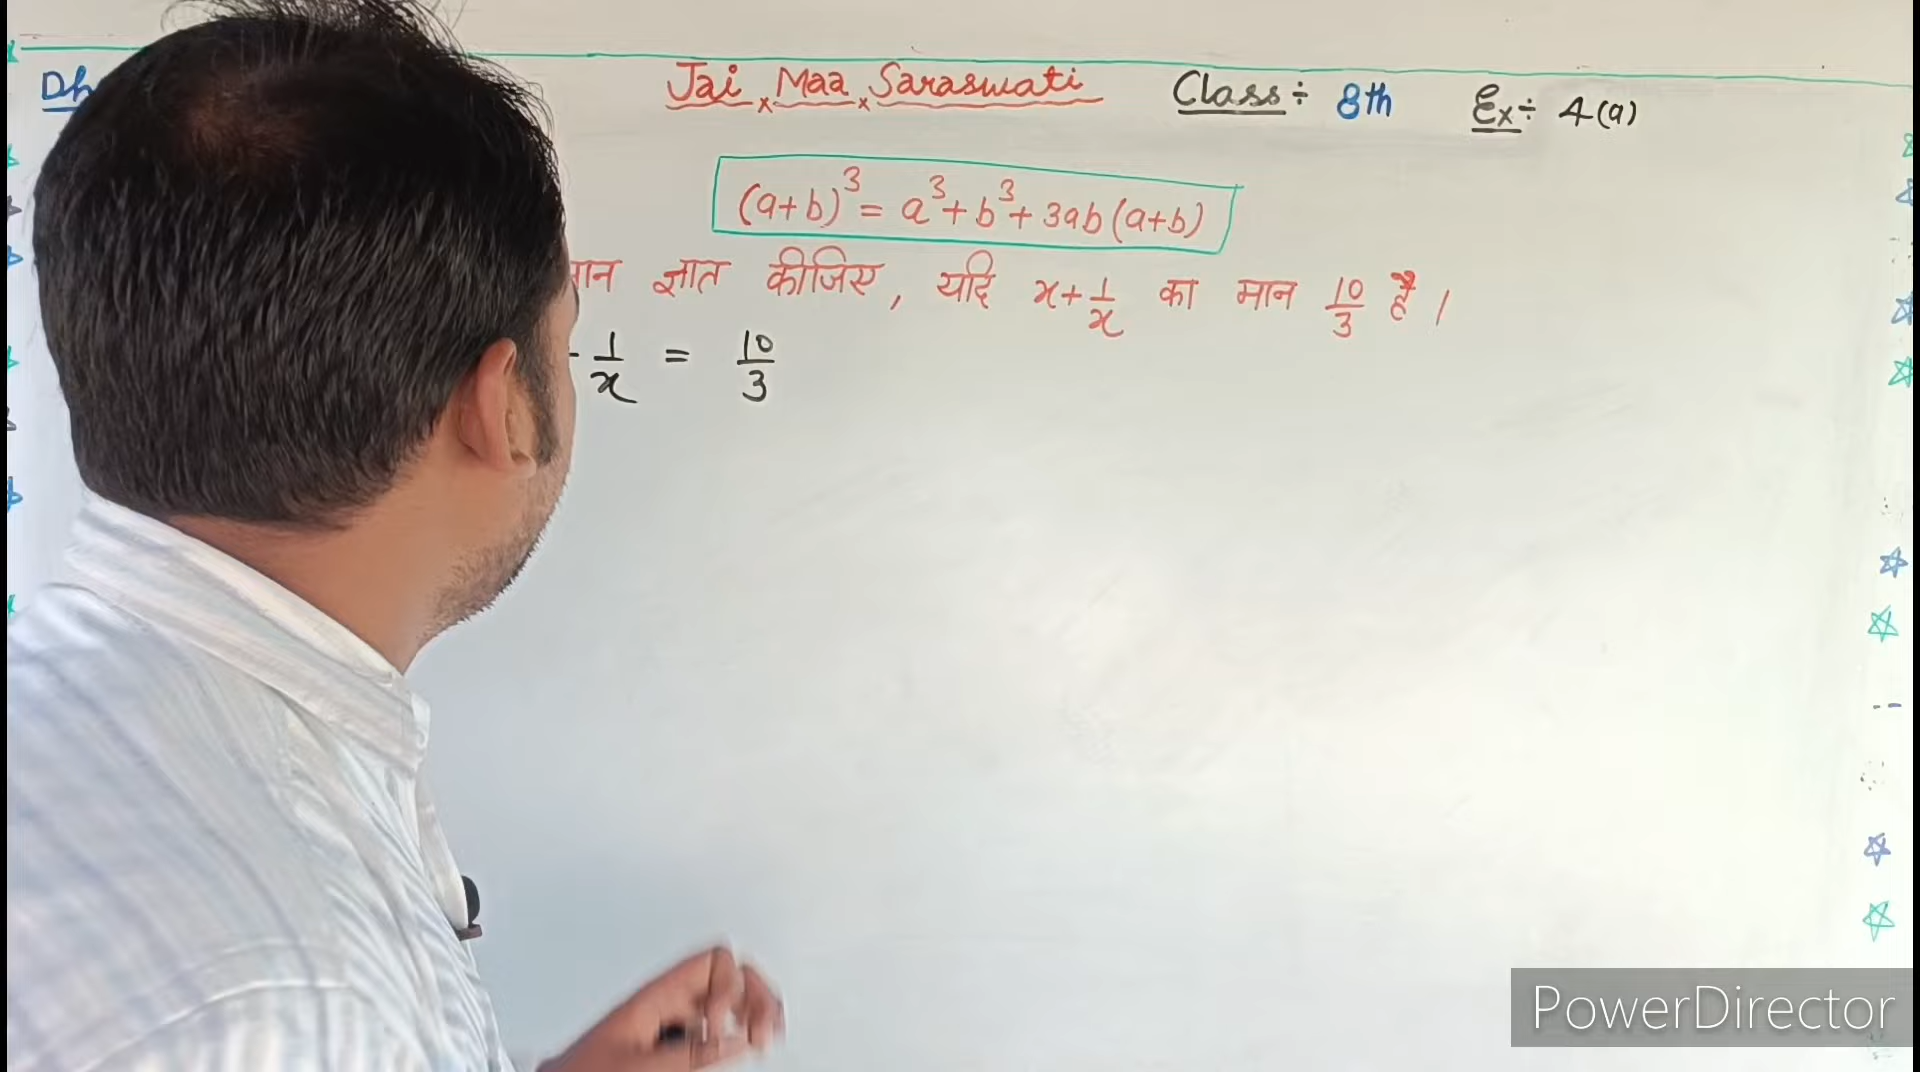 Jai Maa Saraswati Class ÷ 8th Ex ÷ 4(a)
(a+b)³ = a³+b³+3ab(a+b)
ज्ञात कीजिए, यदि x+1/x का मान 10/3 है।
1/x = 10/3
PowerDirector